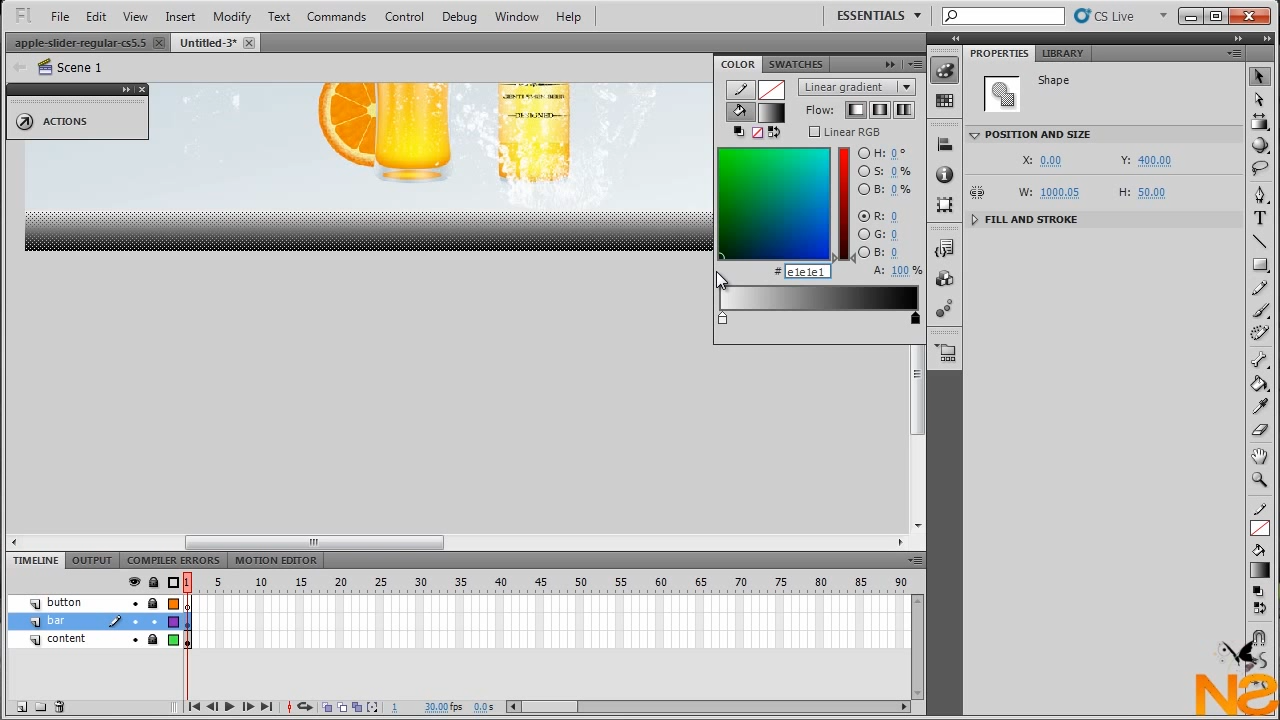 Fl File Edit View Insert Modify Text Commands Control Debug Window Help ESSENTIALS CS Live
apple-slider-regular-cs5.5 Untitled-3*
Scene 1
ACTIONS
DESIGNED
COLOR SWATCHES
Linear gradient
Flow:
Linear RGB
H: 0 °
S: 0 %
B: 0 %
R: 0
G: 0
B: 0
# e1e1e1 A: 100 %
PROPERTIES LIBRARY
Shape
POSITION AND SIZE
X: 0.00 Y: 400.00
W: 1000.05 H: 50.00
FILL AND STROKE
TIMELINE OUTPUT COMPILER ERRORS MOTION EDITOR
1 5 10 15 20 25 30 35 40 45 50 55 60 65 70 75 80 85 90
button
bar
content
1 30.00 fps 0.0 s
NS